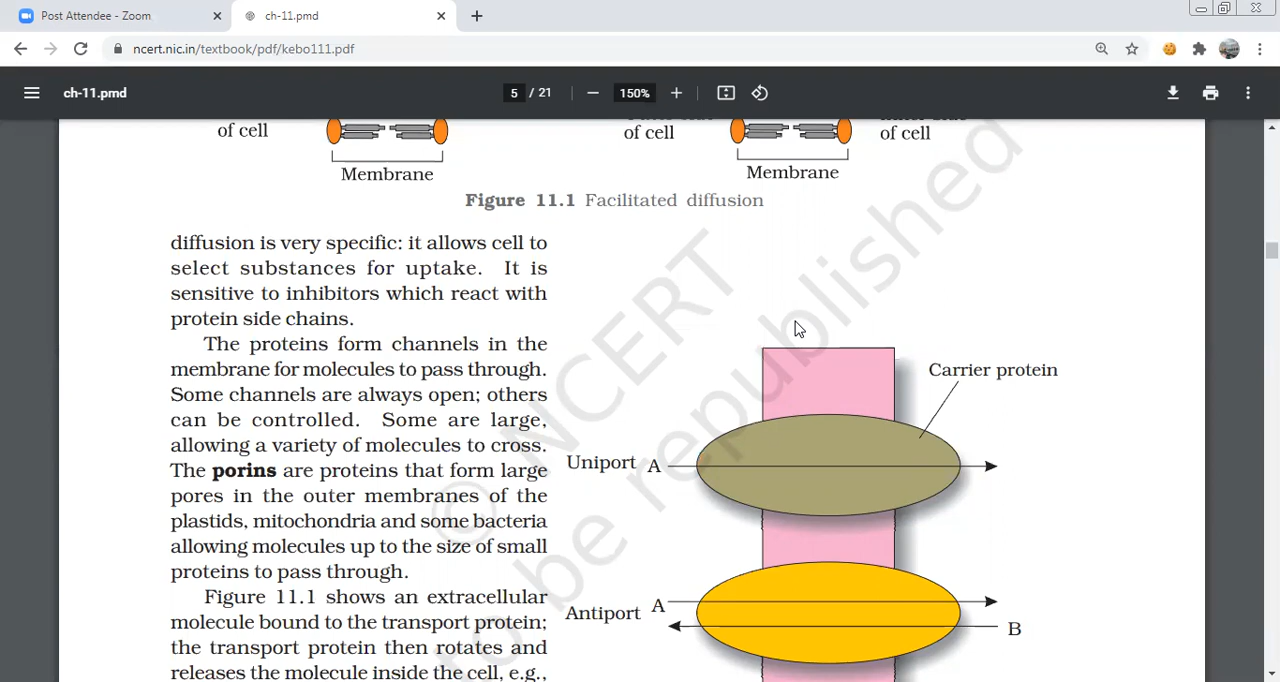 Post Attendee - Zoom
ch-11.pmd
ncert.nic.in/textbook/pdf/kebo111.pdf
ch-11.pmd
5 / 21
150%
of cell
of cell
of cell
Membrane
Membrane
Figure 11.1 Facilitated diffusion
diffusion is very specific: it allows cell to
select substances for uptake. It is
sensitive to inhibitors which react with
protein side chains.
The proteins form channels in the
membrane for molecules to pass through.
Some channels are always open; others
can be controlled. Some are large,
allowing a variety of molecules to cross.
The porins are proteins that form large
pores in the outer membranes of the
plastids, mitochondria and some bacteria
allowing molecules up to the size of small
proteins to pass through.
Figure 11.1 shows an extracellular
molecule bound to the transport protein;
the transport protein then rotates and
releases the molecule inside the cell, e.g.,
Carrier protein
Uniport A
Antiport A
B
© NCERT
to be republished